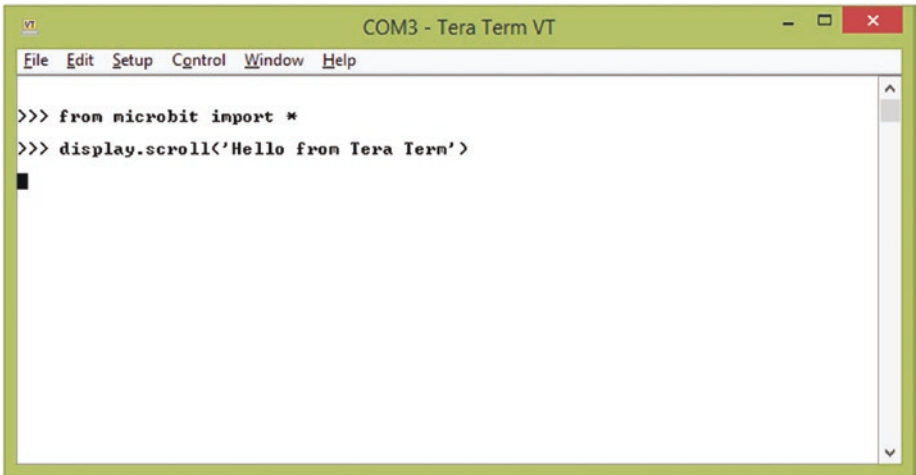 VT
COM3 - Tera Term VT
File Edit Setup Control Window Help
>>> from microbit import *
>>> display.scroll('Hello from Tera Term')